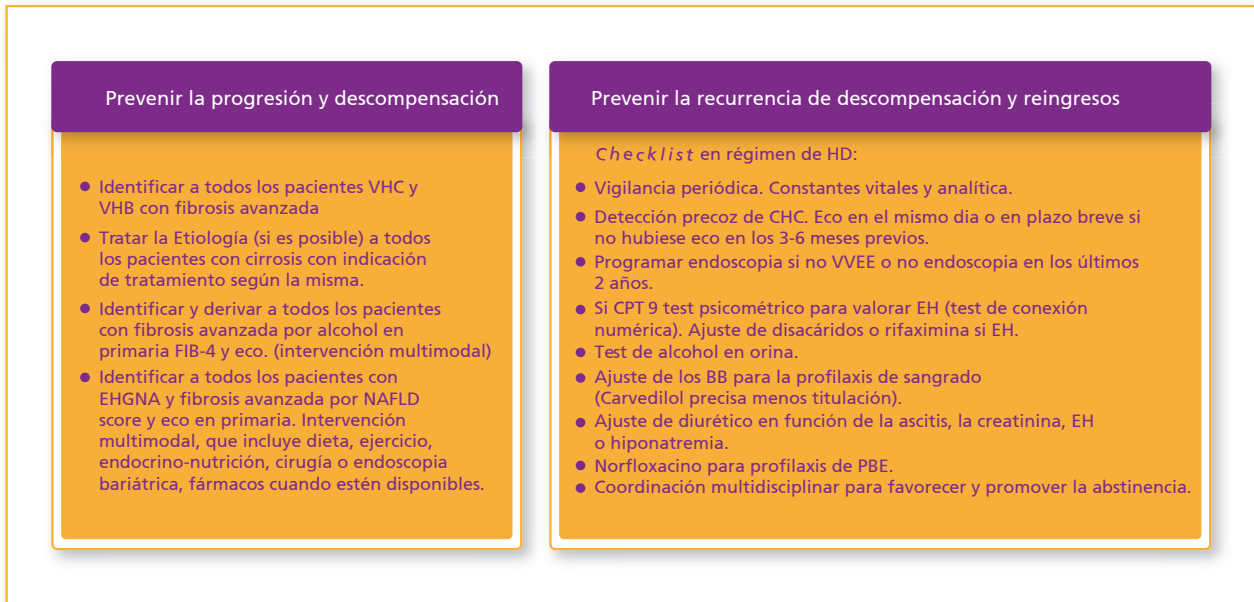 Prevenir la progresión y descompensación
Identificar a todos los pacientes VHC y
VHB con fibrosis avanzada
Tratar la Etiología (si es posible) a todos
los pacientes con cirrosis con indicación
de tratamiento según la misma.
Identificar y derivar a todos los pacientes
con fibrosis avanzada por alcohol en
primaria FIB-4 y eco. (intervención multimodal)
Identificar a todos los pacientes con
EHGNA y fibrosis avanzada por NAFLD
score y eco en primaria. Intervención
multimodal, que incluye dieta, ejercicio,
endocrino-nutrición, cirugía o endoscopia
bariátrica, fármacos cuando estén disponibles.
Prevenir la recurrencia de descompensación y reingresos
Checklist en régimen de HD:
Vigilancia periódica. Constantes vitales y analítica.
Detección precoz de CHC. Eco en el mismo dia o en plazo breve si
no hubiese eco en los 3-6 meses previos.
Programar endoscopia si no VVEE o no endoscopia en los últimos
2 años.
Si CPT 9 test psicométrico para valorar EH (test de conexión
numérica). Ajuste de disacáridos o rifaximina si EH.
Test de alcohol en orina.
Ajuste de los BB para la profilaxis de sangrado
(Carvedilol precisa menos titulación).
Ajuste de diurético en función de la ascitis, la creatinina, EH
o hiponatremia.
Norfloxacino para profilaxis de PBE.
Coordinación multidisciplinar para favorecer y promover la abstinencia.